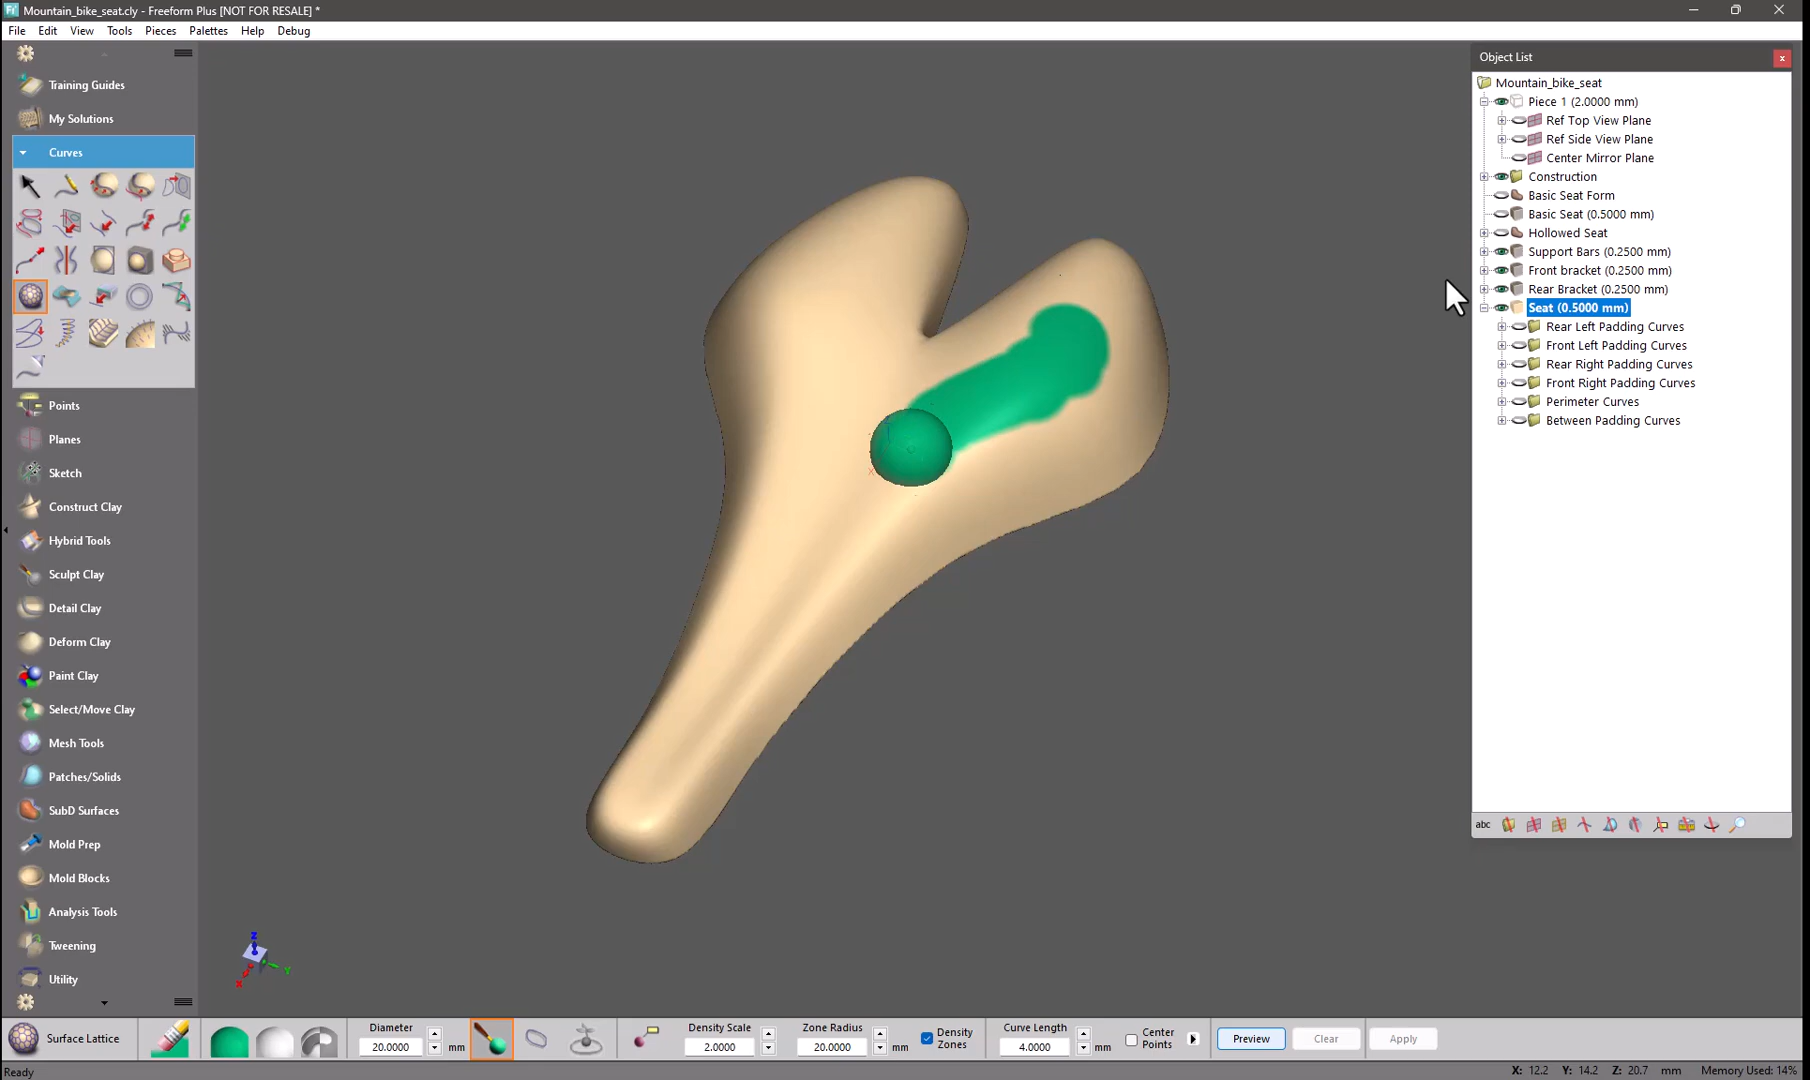 Mountain_bike_seat.cly - Freeform Plus [NOT FOR RESALE] *
File Edit View Tools Pieces Palettes Help Debug
Training Guides
My Solutions
Curves
Points
Planes
Sketch
Construct Clay
Hybrid Tools
Sculpt Clay
Detail Clay
Deform Clay
Paint Clay
Select/Move Clay
Mesh Tools
Patches/Solids
SubD Surfaces
Mold Prep
Mold Blocks
Analysis Tools
Tweening
Utility
Z
Y
X
Object List
x
Mountain_bike_seat
Piece 1 (2.0000 mm)
Ref Top View Plane
Ref Side View Plane
Center Mirror Plane
Construction
Basic Seat Form
Basic Seat (0.5000 mm)
Hollowed Seat
Support Bars (0.2500 mm)
Front bracket (0.2500 mm)
Rear Bracket (0.2500 mm)
Seat (0.5000 mm)
Rear Left Padding Curves
Front Left Padding Curves
Rear Right Padding Curves
Front Right Padding Curves
Perimeter Curves
Between Padding Curves
abc
Surface Lattice
Diameter
20.0000 mm
Density Scale
2.0000
Zone Radius
20.0000 mm
Density Zones
Curve Length
4.0000 mm
Center Points
Preview Clear Apply
Ready
X: 12.2 Y: 14.2 Z: 20.7 mm Memory Used: 14%